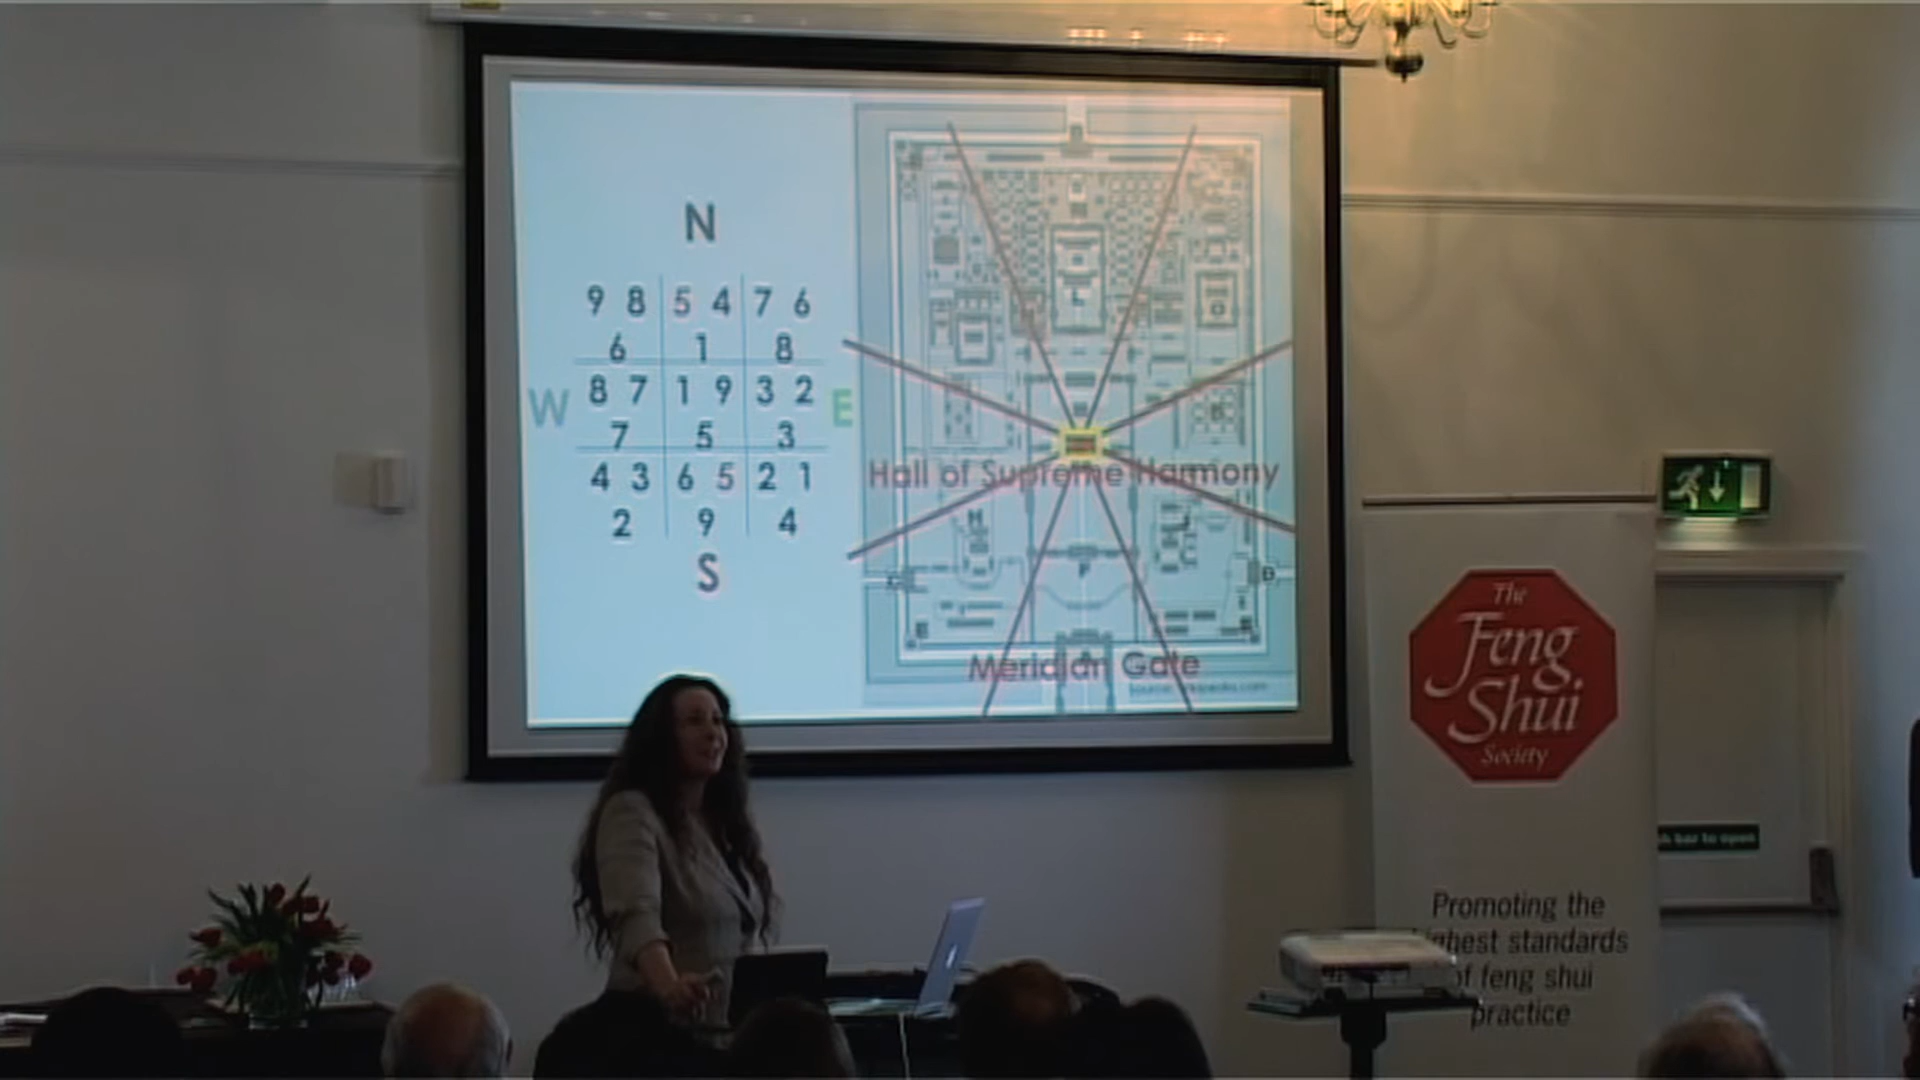 N
9 8 5 4 7 6
6 1 8
W 8 7 1 9 3 2 E
7 5 3
4 3 6 5 2 1
2 9 4
S
L
H
F
D
Hall of Supreme Harmony
Meridian Gate
The
Feng
Shui
Society
Promoting the
standards
feng shui
practice